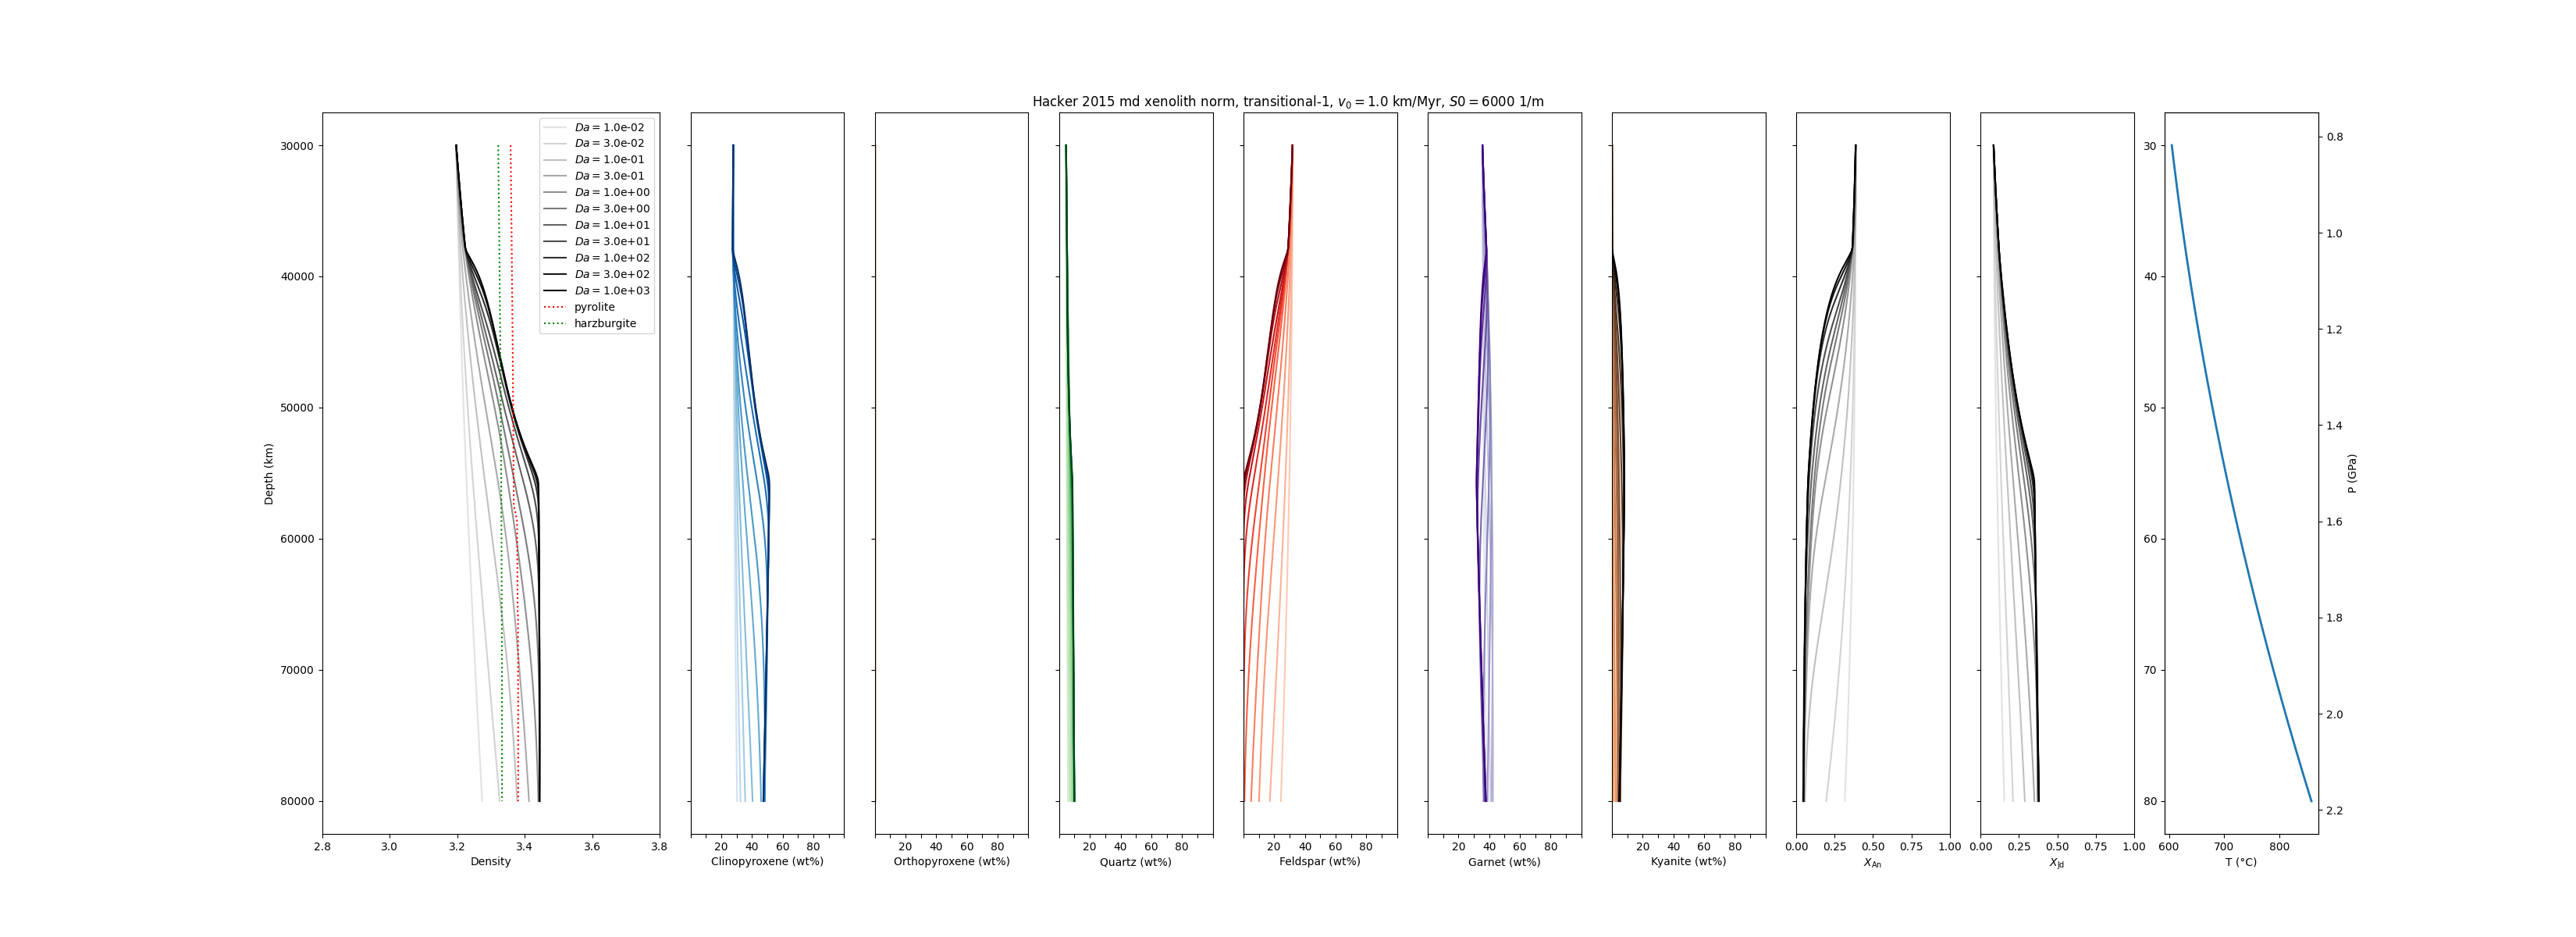 Hacker 2015 md xenolith norm, transitional-1, v₀ = 1.0 km/Myr, S0 = 6000 1/m
Da = 1.0e-02
Da = 3.0e-02
Da = 1.0e-01
Da = 3.0e-01
Da = 1.0e+00
Da = 3.0e+00
Da = 1.0e+01
Da = 3.0e+01
Da = 1.0e+02
Da = 3.0e+02
Da = 1.0e+03
pyrolite
harzburgite
30000
40000
50000
60000
70000
80000
Depth (km)
2.8 3.0 3.2 3.4 3.6 3.8
Density
20 40 60 80
Clinopyroxene (wt%)
20 40 60 80
Orthopyroxene (wt%)
20 40 60 80
Quartz (wt%)
20 40 60 80
Feldspar (wt%)
20 40 60 80
Garnet (wt%)
20 40 60 80
Kyanite (wt%)
0.00 0.25 0.50 0.75 1.00
X_An
0.00 0.25 0.50 0.75 1.00
X_Jd
30
40
50
60
70
80
600 700 800
T (°C)
0.8
1.0
1.2
1.4
1.6
1.8
2.0
2.2
P (GPa)